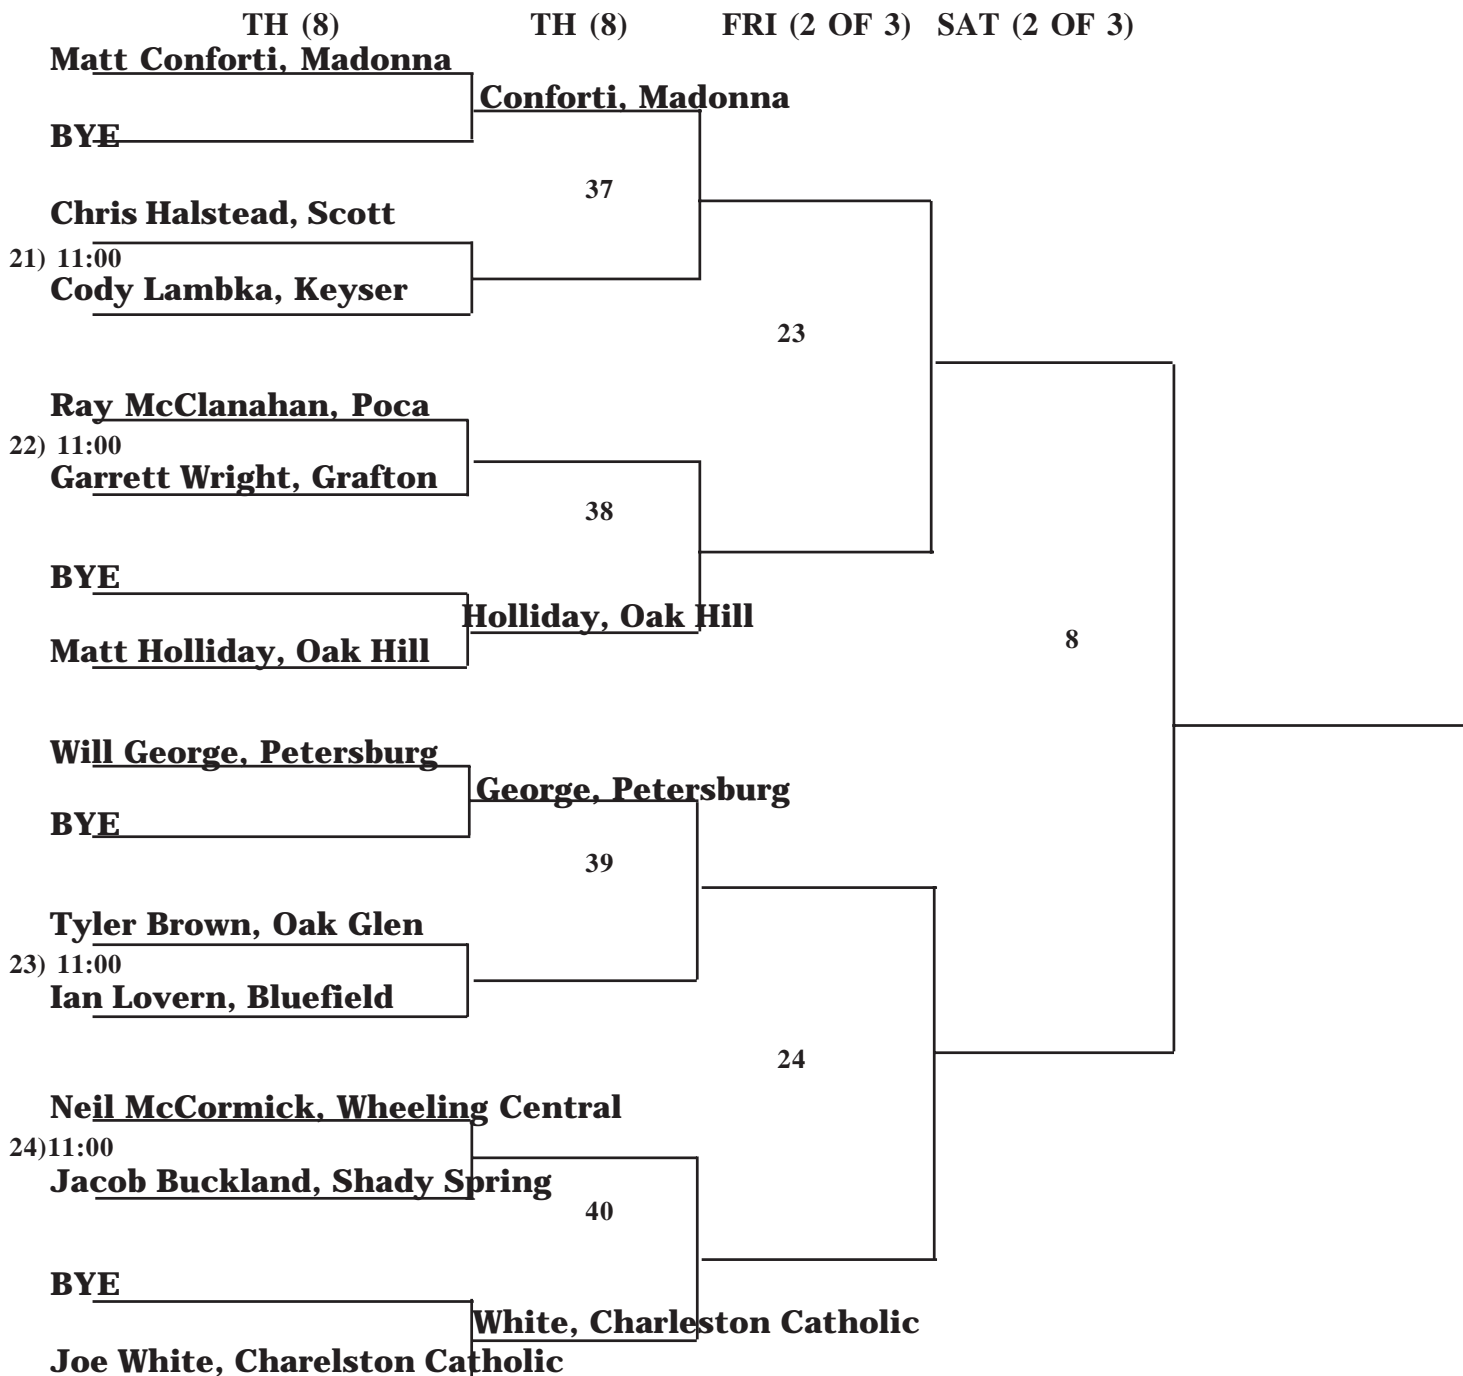 TH (8) TH (8) FRI (2 OF 3) SAT (2 OF 3)
Matt Conforti, Madonna
Conforti, Madonna
BYE
37
Chris Halstead, Scott
21) 11:00
Cody Lambka, Keyser
23
Ray McClanahan, Poca
22) 11:00
Garrett Wright, Grafton
38
BYE
Holliday, Oak Hill
8
Matt Holliday, Oak Hill
Will George, Petersburg
George, Petersburg
BYE
39
Tyler Brown, Oak Glen
23) 11:00
Ian Lovern, Bluefield
24
Neil McCormick, Wheeling Central
24)11:00
Jacob Buckland, Shady Spring
40
BYE
White, Charleston Catholic
Joe White, Charelston Catholic